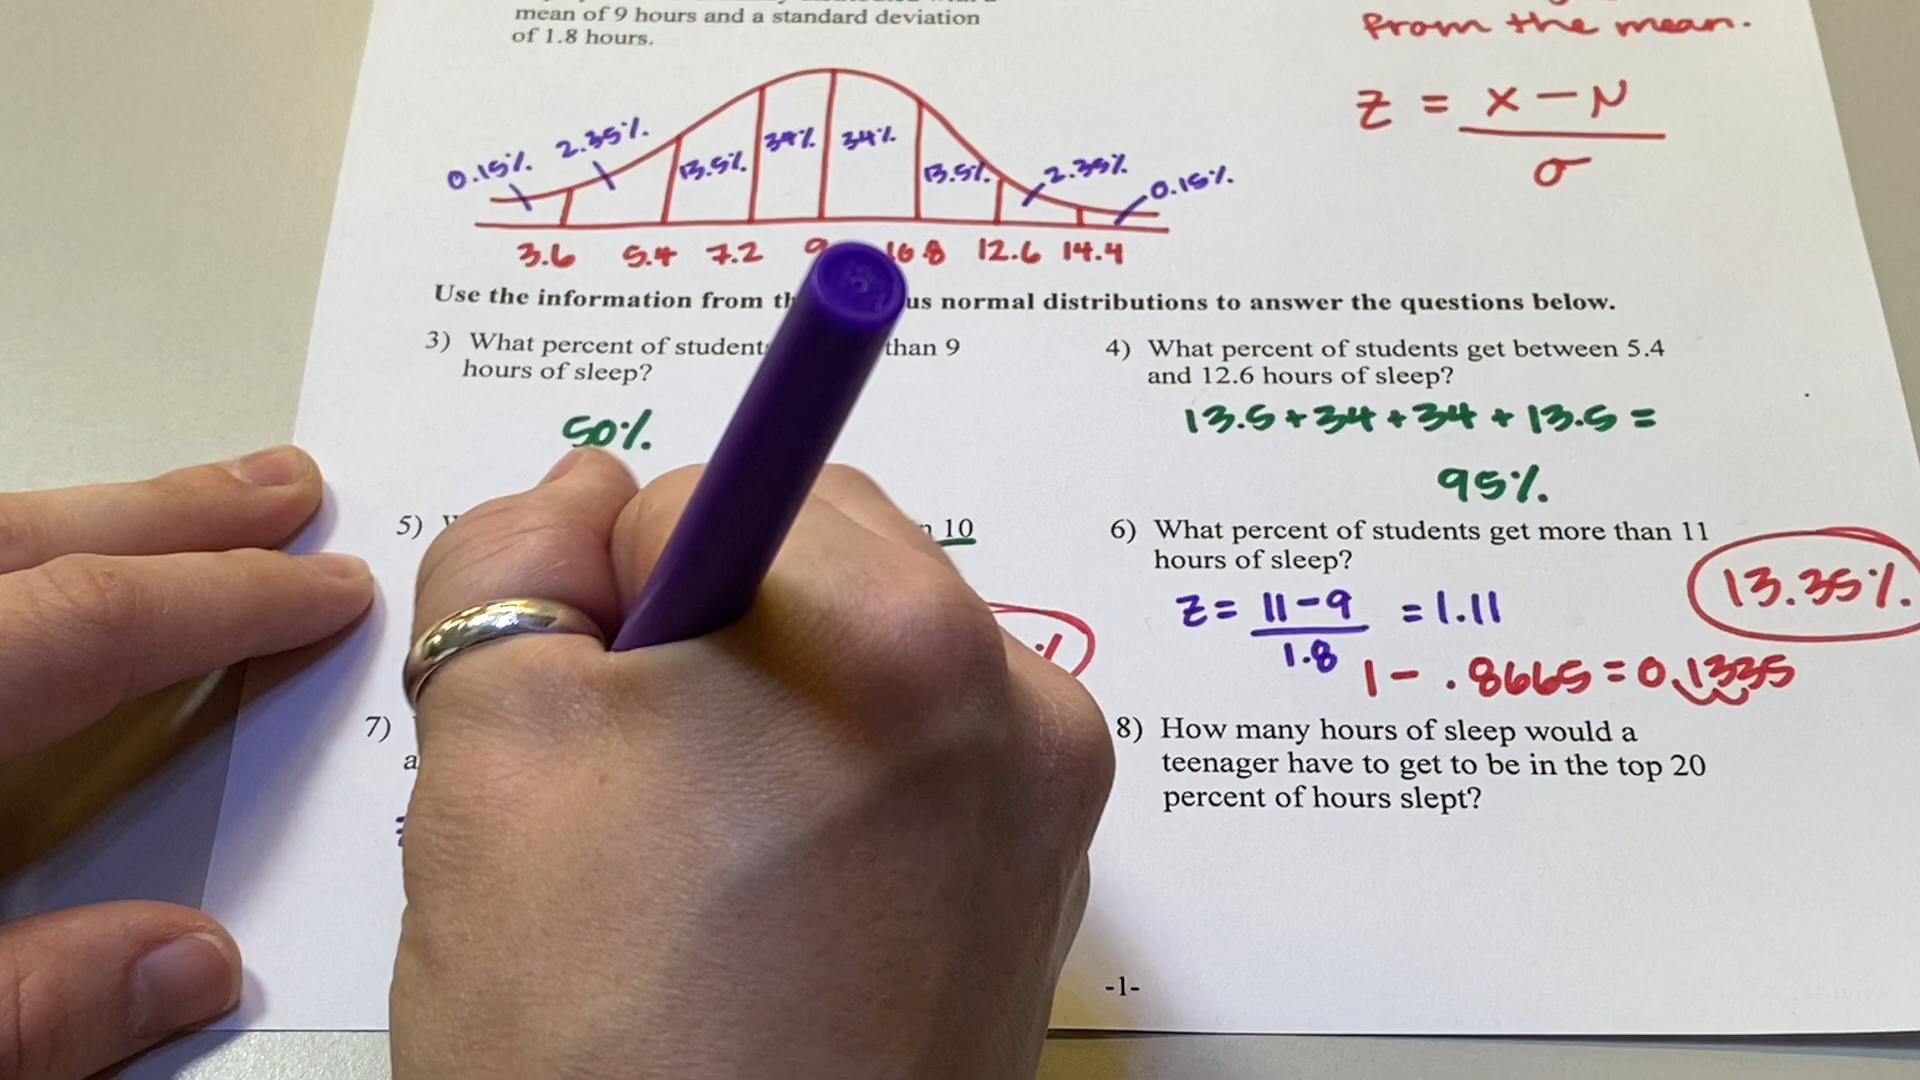 mean of 9 hours and a standard deviation
of 1.8 hours.
from the mean.
z = x - μ
σ
0.15% 2.35% 13.5% 34% 34% 13.5% 2.35% 0.15%
3.6 5.4 7.2 9 10.8 12.6 14.4
Use the information from us normal distributions to answer the questions below.
3) What percent of student than 9
hours of sleep?
50%
4) What percent of students get between 5.4
and 12.6 hours of sleep?
13.5 + 34 + 34 + 13.5 =
95%
5) 10
6) What percent of students get more than 11
hours of sleep?
13.35%
z = 11 - 9 = 1.11
1.8
1 - .8665 = 0.1335
7)
a
8) How many hours of sleep would a
teenager have to get to be in the top 20
percent of hours slept?
-1-